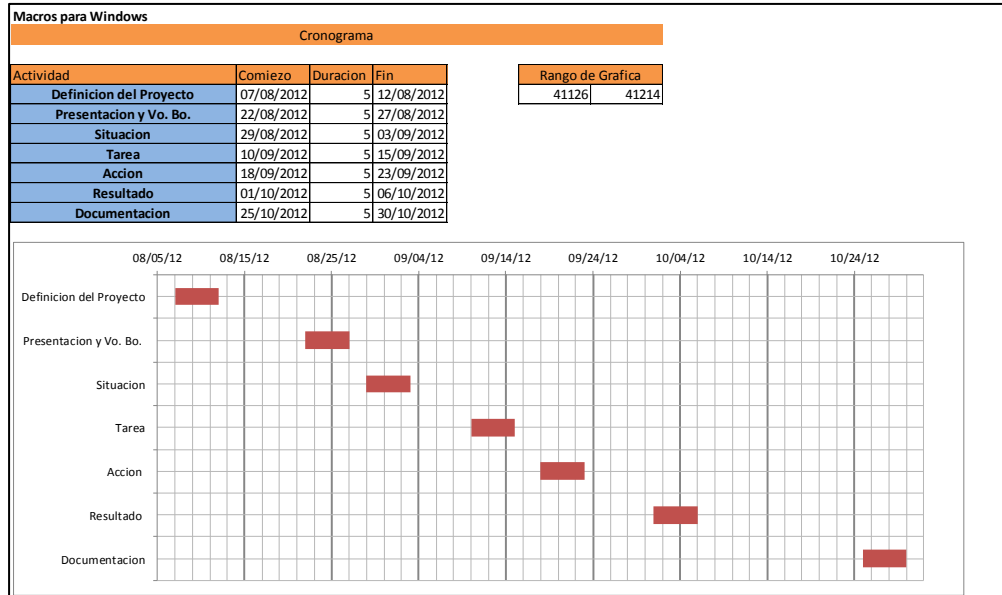 Macros para Windows
Cronograma
Actividad Comiezo Duracion Fin Rango de Grafica
Definicion del Proyecto 07/08/2012 5 12/08/2012 41126 41214
Presentacion y Vo. Bo. 22/08/2012 5 27/08/2012
Situacion 29/08/2012 5 03/09/2012
Tarea 10/09/2012 5 15/09/2012
Accion 18/09/2012 5 23/09/2012
Resultado 01/10/2012 5 06/10/2012
Documentacion 25/10/2012 5 30/10/2012
08/05/12 08/15/12 08/25/12 09/04/12 09/14/12 09/24/12 10/04/12 10/14/12 10/24/12
Definicion del Proyecto
Presentacion y Vo. Bo.
Situacion
Tarea
Accion
Resultado
Documentacion